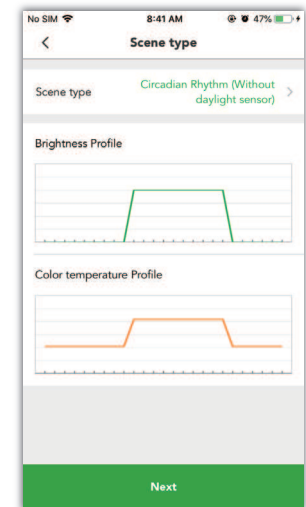 No SIM 8:41 AM 47%
Scene type
Scene type
Circadian Rhythm (Without
daylight sensor)
Brightness Profile
Color temperature Profile
Next